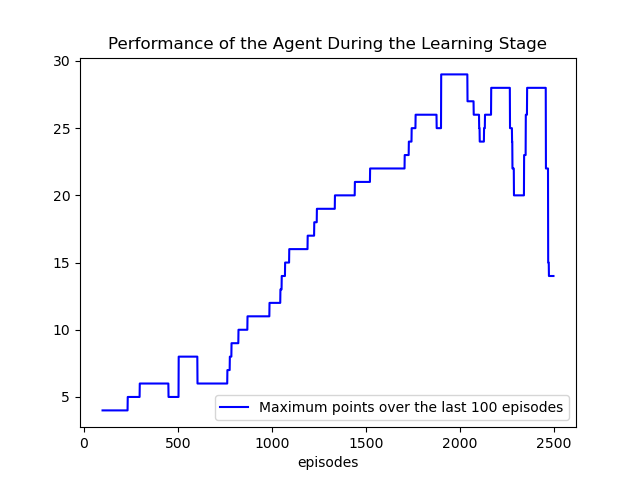 Performance of the Agent During the Learning Stage
30
25
20
15
10
5
Maximum points over the last 100 episodes
0 500 1000 1500 2000 2500
episodes